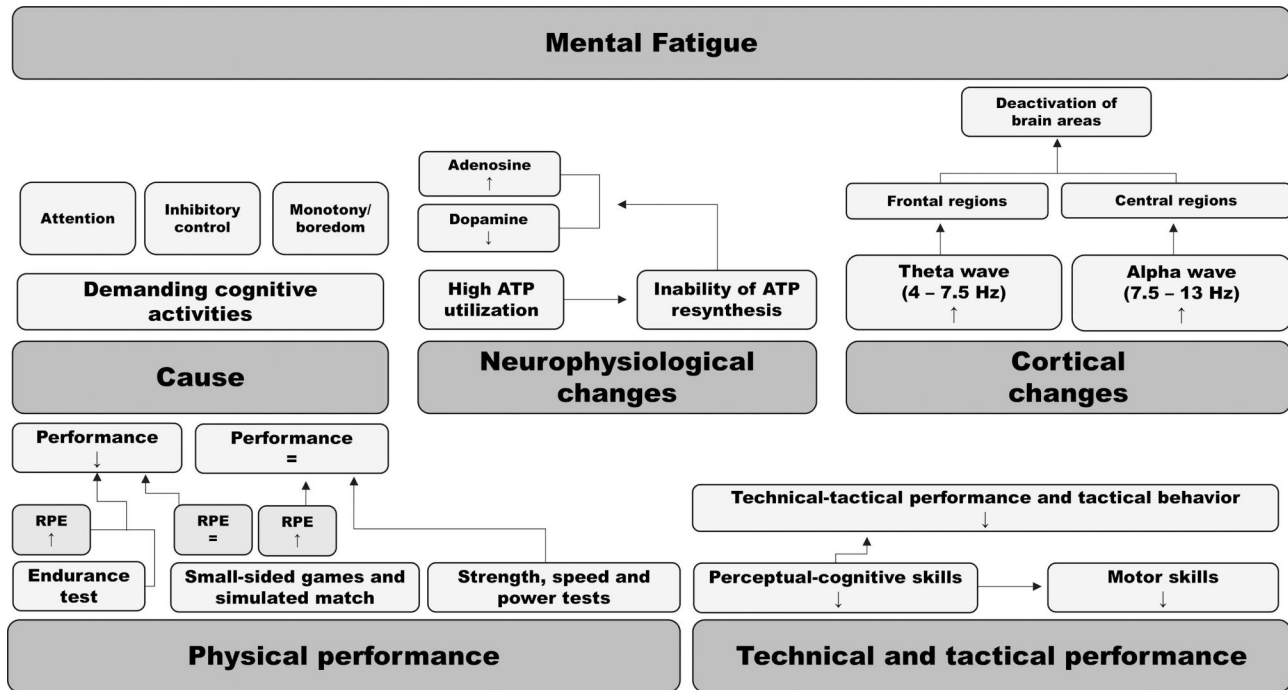 Mental Fatigue
Deactivation of
brain areas
Adenosine
↑
Dopamine
↓
Frontal regions
Central regions
Attention
Inhibitory
control
Monotony/
boredom
Demanding cognitive
activities
High ATP
utilization
Inability of ATP
resynthesis
Theta wave
(4 – 7.5 Hz)
↑
Alpha wave
(7.5 – 13 Hz)
↑
Cause
Neurophysiological
changes
Cortical
changes
Performance
↓
Performance
=
RPE
↑
RPE
=
RPE
↑
Endurance
test
Small-sided games and
simulated match
Strength, speed and
power tests
Technical-tactical performance and tactical behavior
↓
Perceptual-cognitive skills
↓
Motor skills
↓
Physical performance
Technical and tactical performance